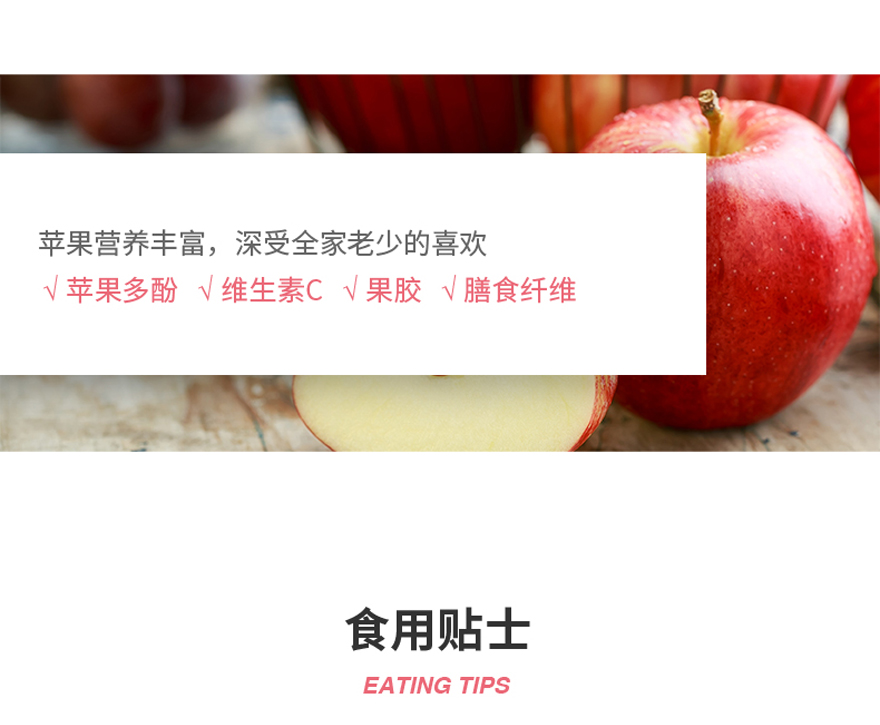 苹果营养丰富，深受全家老少的喜欢
√ 苹果多酚 √ 维生素C √ 果胶 √ 膳食纤维
食用贴士
EATING TIPS